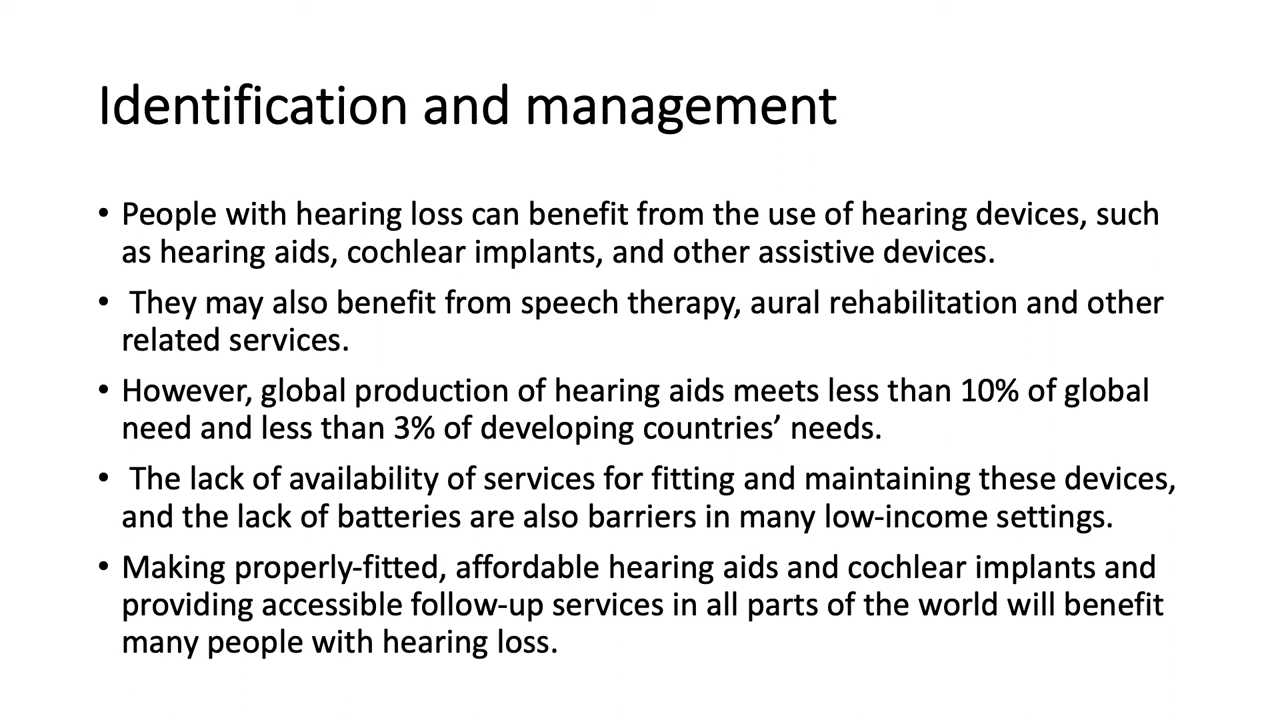 Identification and management
• People with hearing loss can benefit from the use of hearing devices, such
as hearing aids, cochlear implants, and other assistive devices.
• They may also benefit from speech therapy, aural rehabilitation and other
related services.
• However, global production of hearing aids meets less than 10% of global
need and less than 3% of developing countries’ needs.
• The lack of availability of services for fitting and maintaining these devices,
and the lack of batteries are also barriers in many low-income settings.
• Making properly-fitted, affordable hearing aids and cochlear implants and
providing accessible follow-up services in all parts of the world will benefit
many people with hearing loss.